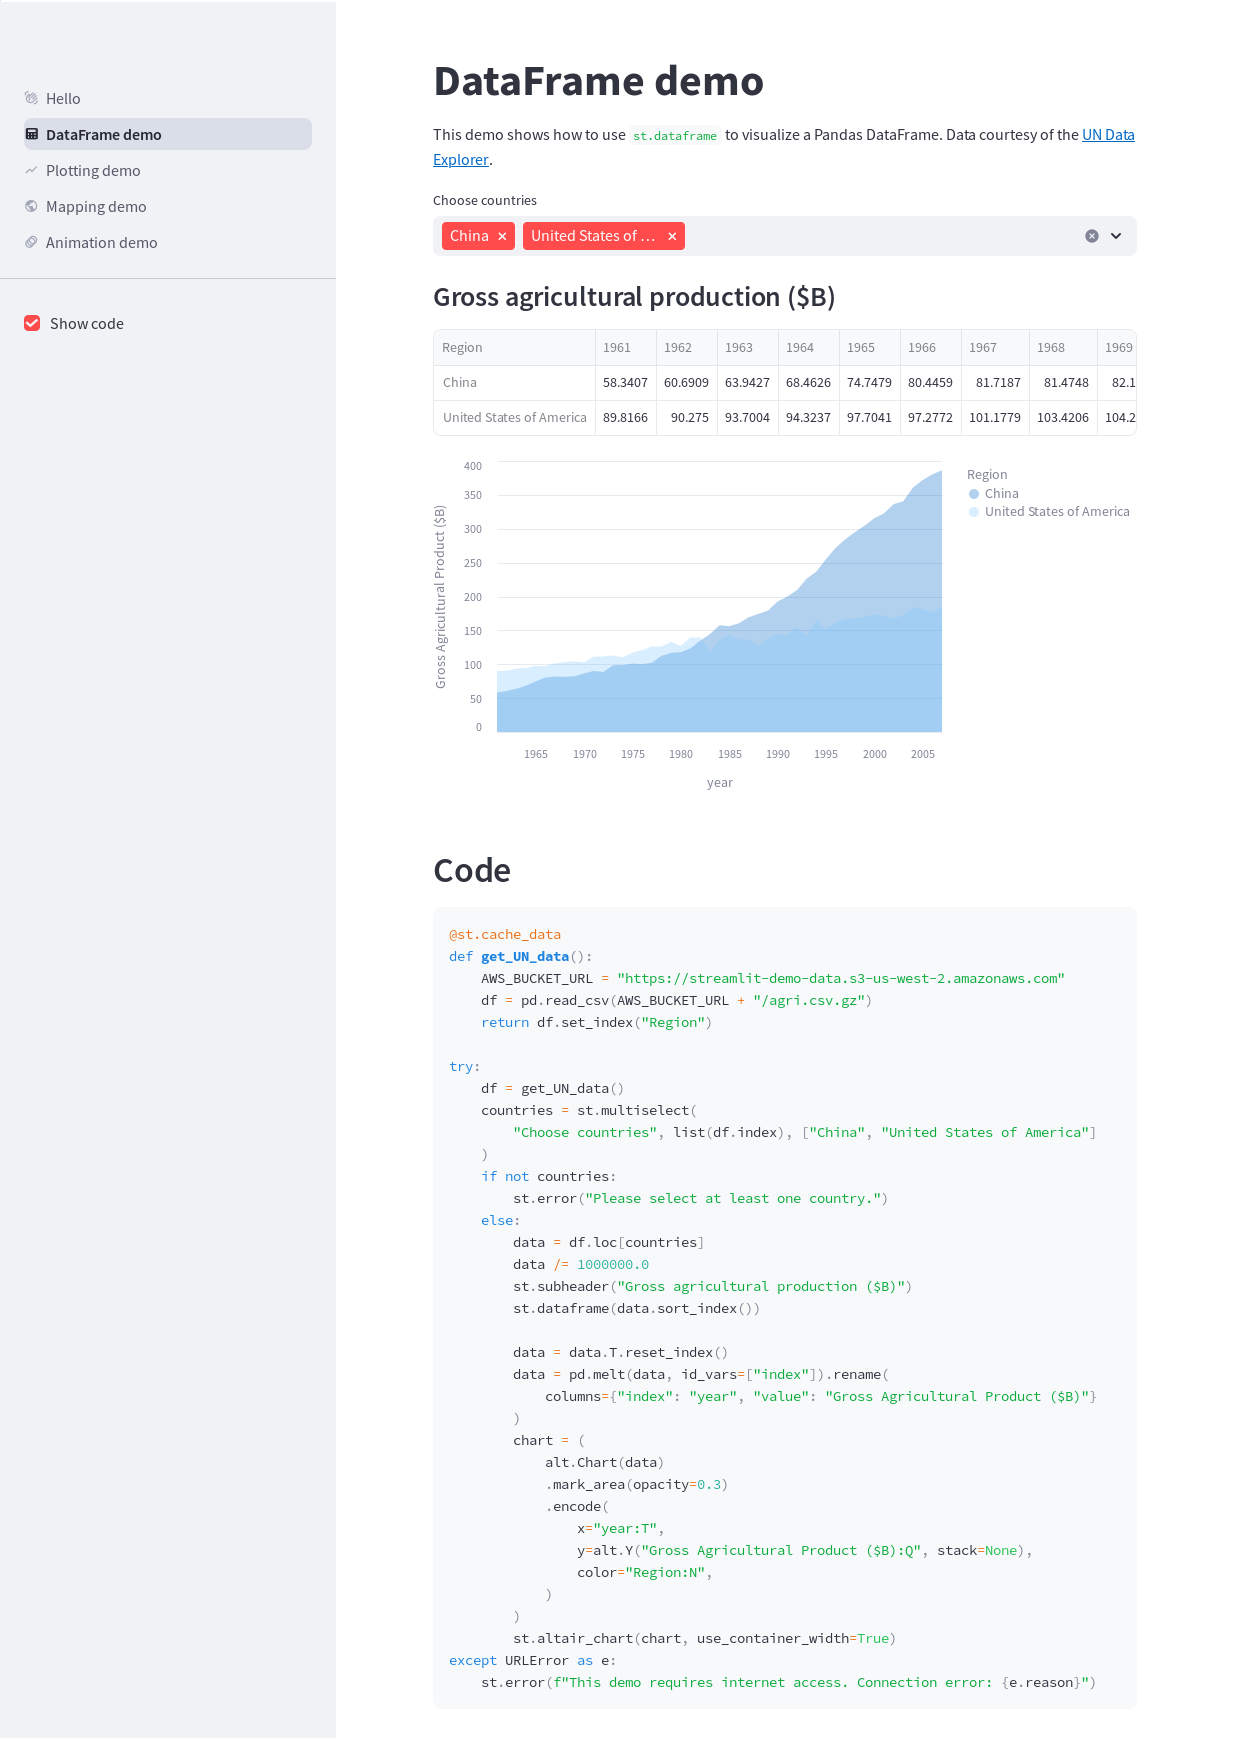 Hello
DataFrame demo
Plotting demo
Mapping demo
Animation demo
Show code
DataFrame demo
This demo shows how to use st.dataframe to visualize a Pandas DataFrame. Data courtesy of the UN Data
Explorer.
Choose countries
China United States of ...
Gross agricultural production ($B)
Region 1961 1962 1963 1964 1965 1966 1967 1968 1969
China 58.3407 60.6909 63.9427 68.4626 74.7479 80.4459 81.7187 81.4748 82.1
United States of America 89.8166 90.275 93.7004 94.3237 97.7041 97.2772 101.1779 103.4206 104.2
Gross Agricultural Product ($B)
400
350
300
250
200
150
100
50
0
1965 1970 1975 1980 1985 1990 1995 2000 2005
year
Region
China
United States of America
Code
@st.cache_data
def get_UN_data():
    AWS_BUCKET_URL = "https://streamlit-demo-data.s3-us-west-2.amazonaws.com"
    df = pd.read_csv(AWS_BUCKET_URL + "/agri.csv.gz")
    return df.set_index("Region")
try:
    df = get_UN_data()
    countries = st.multiselect(
        "Choose countries", list(df.index), ["China", "United States of America"]
    )
    if not countries:
        st.error("Please select at least one country.")
    else:
        data = df.loc[countries]
        data /= 1000000.0
        st.subheader("Gross agricultural production ($B)")
        st.dataframe(data.sort_index())
        data = data.T.reset_index()
        data = pd.melt(data, id_vars=["index"]).rename(
            columns={"index": "year", "value": "Gross Agricultural Product ($B)"}
        )
        chart = (
            alt.Chart(data)
            .mark_area(opacity=0.3)
            .encode(
                x="year:T",
                y=alt.Y("Gross Agricultural Product ($B):Q", stack=None),
                color="Region:N",
            )
        )
        st.altair_chart(chart, use_container_width=True)
except URLError as e:
    st.error(f"This demo requires internet access. Connection error: {e.reason}")